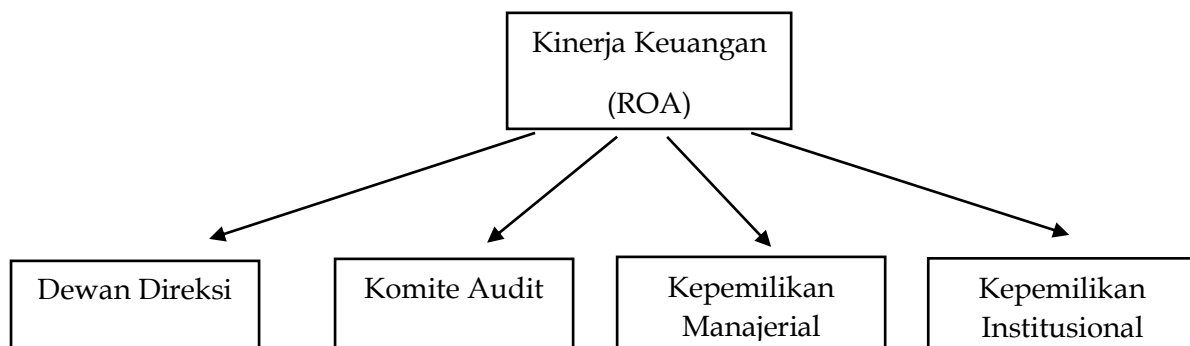 Kinerja Keuangan
(ROA)
Dewan Direksi
Komite Audit
Kepemilikan
Manajerial
Kepemilikan
Institusional